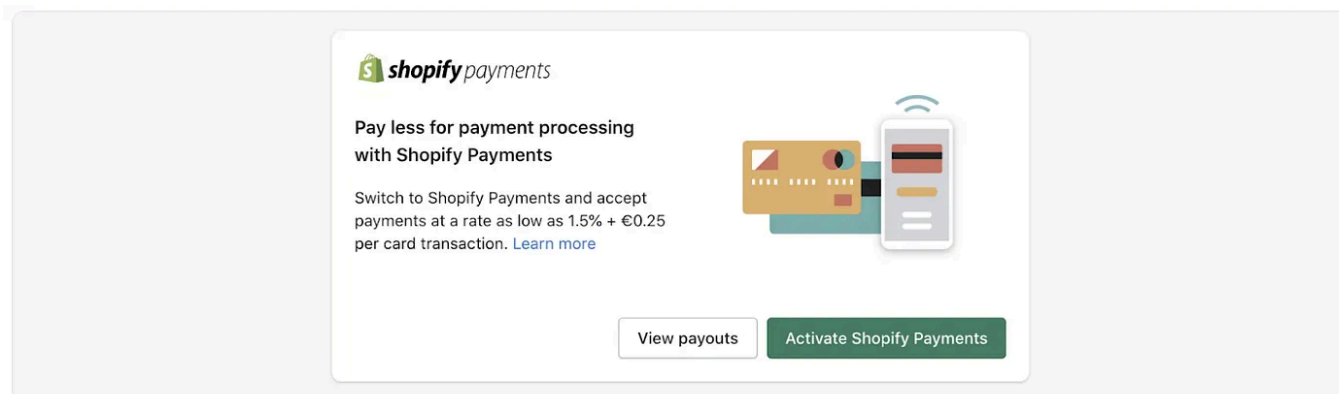 shopify payments
Pay less for payment processing
with Shopify Payments
Switch to Shopify Payments and accept
payments at a rate as low as 1.5% + €0.25
per card transaction. Learn more
View payouts
Activate Shopify Payments